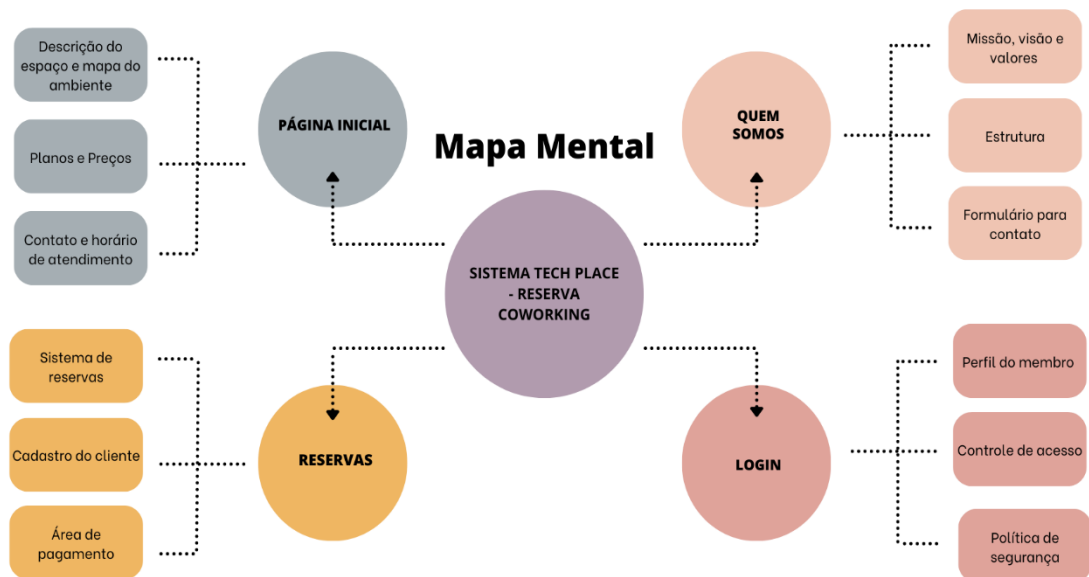 Mapa Mental
SISTEMA TECH PLACE
- RESERVA
COWORKING
PÁGINA INICIAL
Descrição do
espaço e mapa do
ambiente
Planos e Preços
Contato e horário
de atendimento
QUEM
SOMOS
Missão, visão e
valores
Estrutura
Formulário para
contato
RESERVAS
Sistema de
reservas
Cadastro do cliente
Área de
pagamento
LOGIN
Perfil do membro
Controle de acesso
Política de
segurança